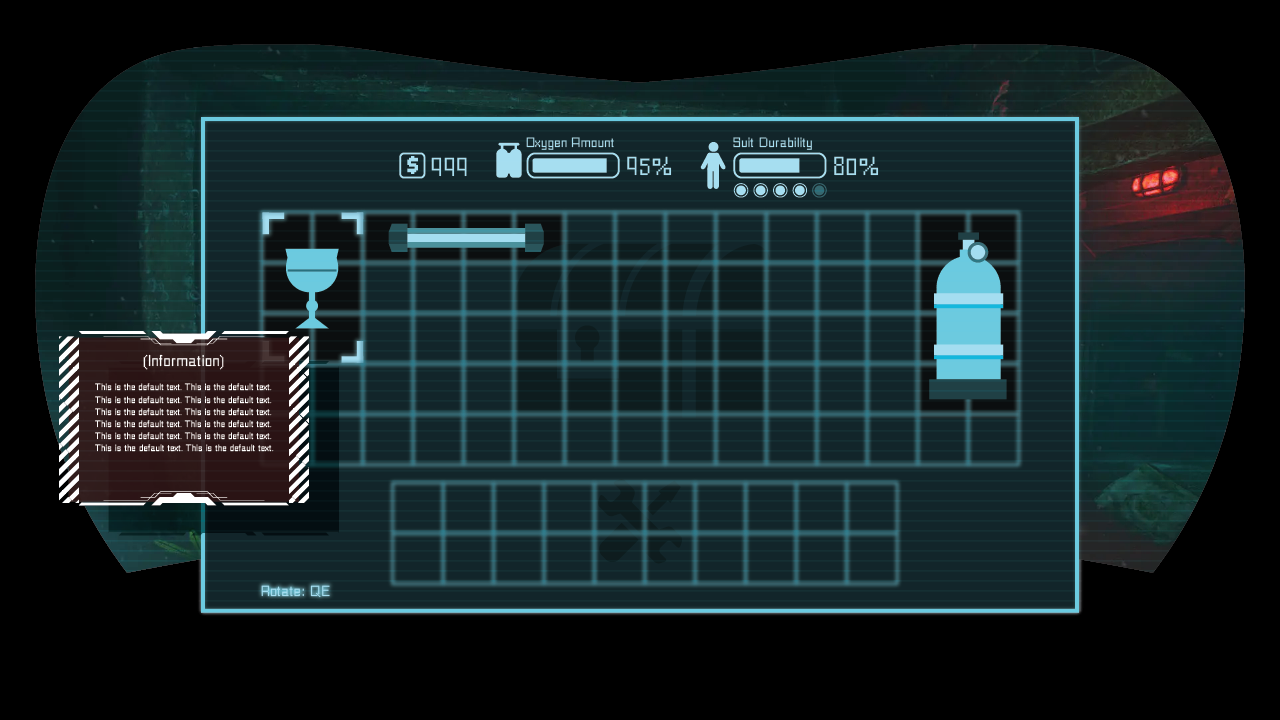 Oxygen Amount
Suit Durability
$ 999
95%
80%
(Information)
This is the default text. This is the default text.
This is the default text. This is the default text.
This is the default text. This is the default text.
This is the default text. This is the default text.
This is the default text. This is the default text.
This is the default text. This is the default text.
Rotate: QE